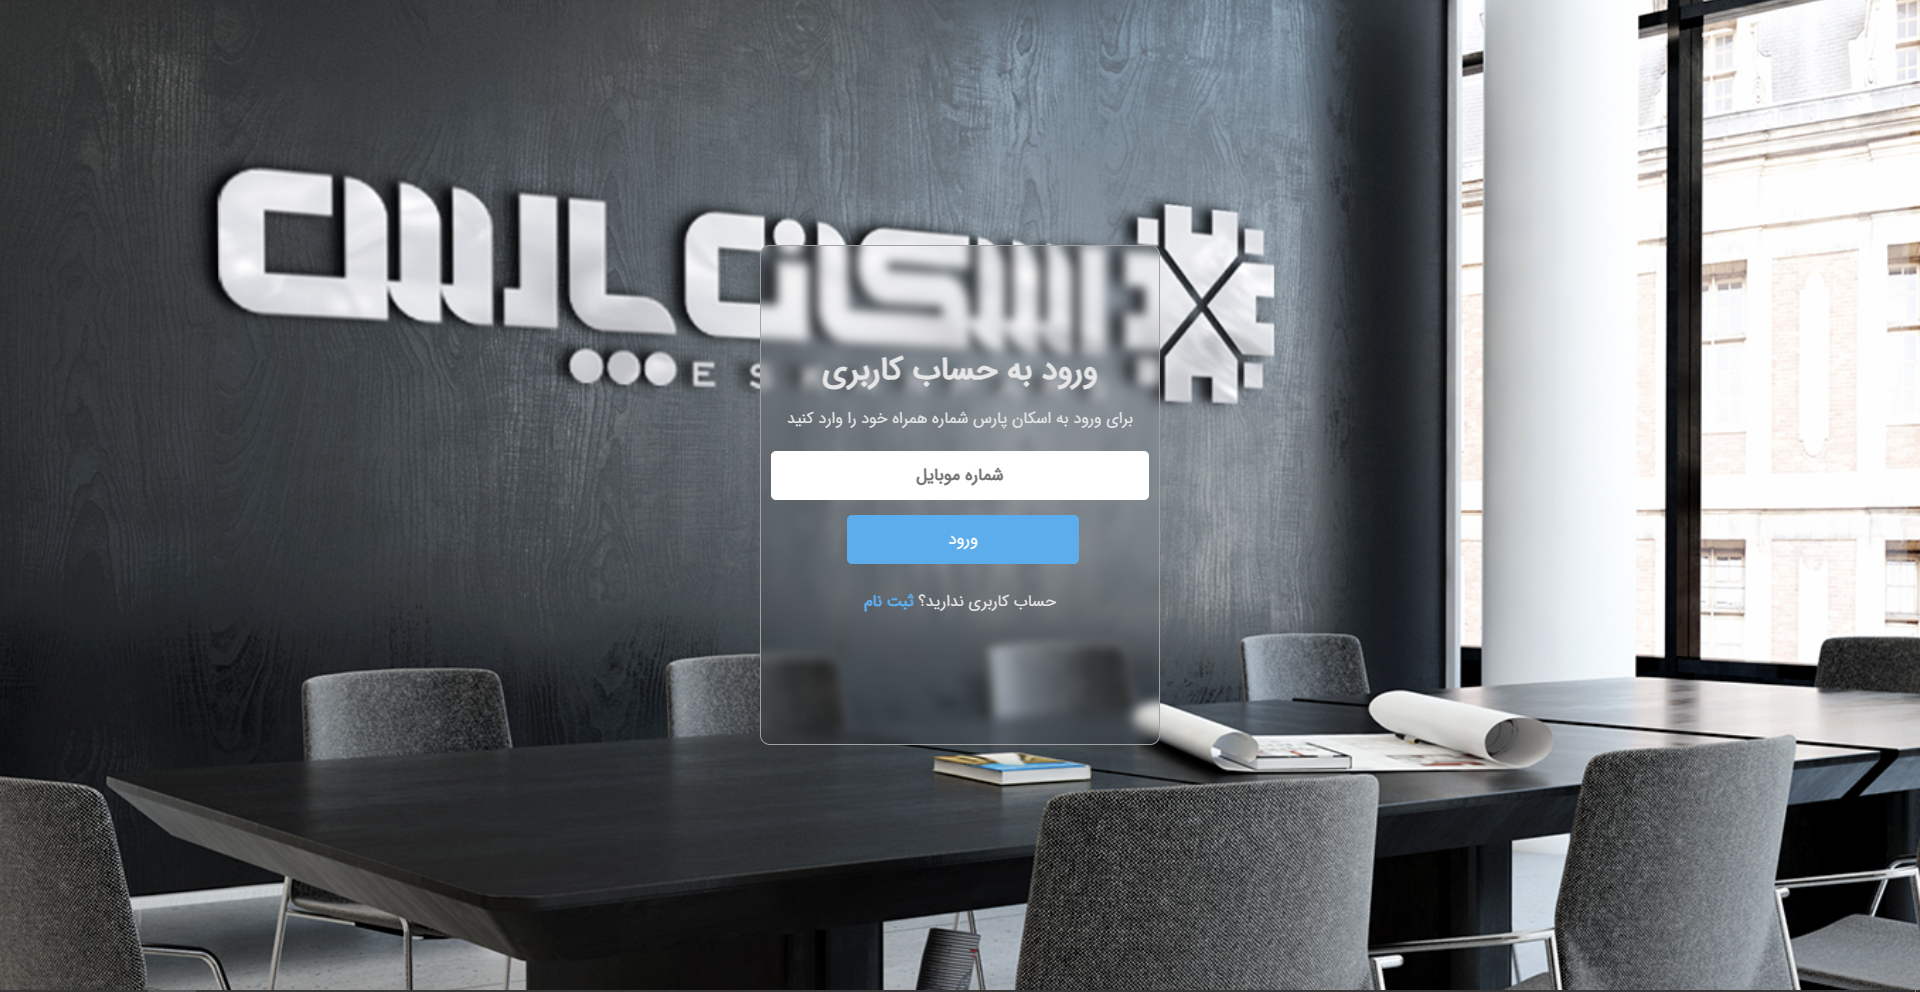 اسکان پارس
E S
ورود به حساب کاربری
برای ورود به اسکان پارس شماره همراه خود را وارد کنید
شماره موبایل
ورود
حساب کاربری ندارید؟ ثبت نام